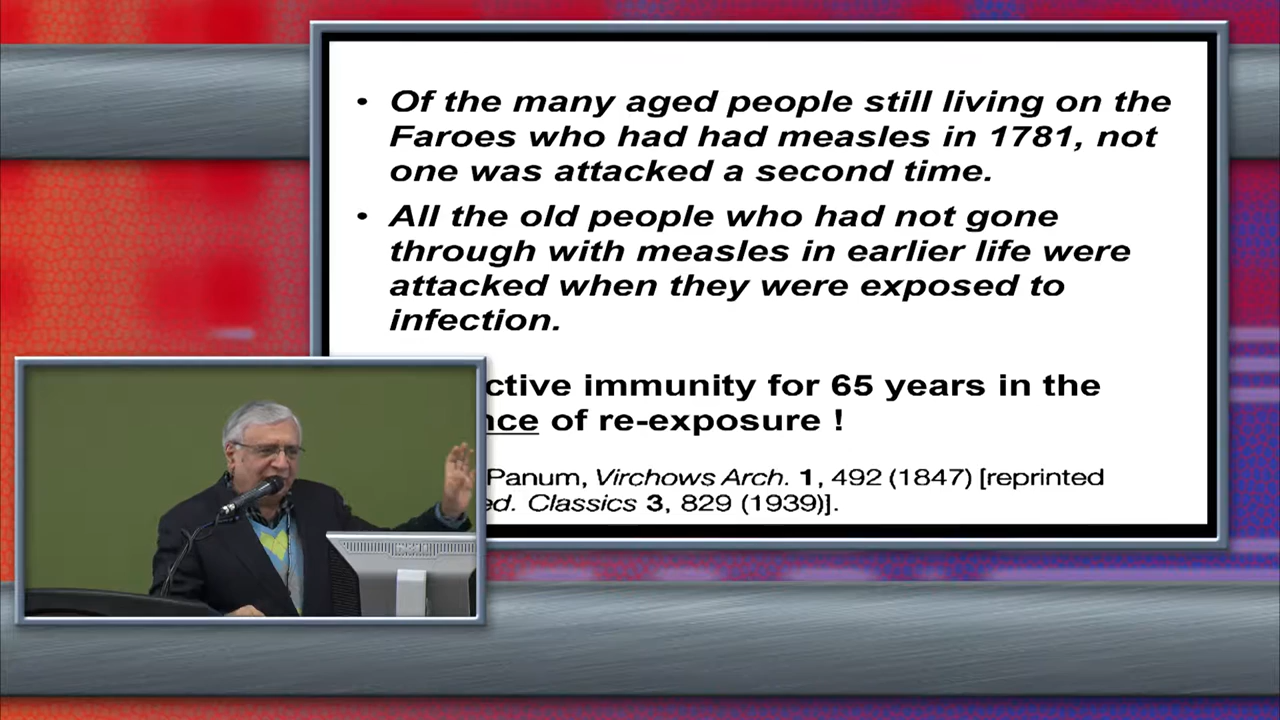 • Of the many aged people still living on the
Faroes who had had measles in 1781, not
one was attacked a second time.
• All the old people who had not gone
through with measles in earlier life were
attacked when they were exposed to
infection.
ctive immunity for 65 years in the
nce of re-exposure !
Panum, Virchows Arch. 1, 492 (1847) [reprinted
ed. Classics 3, 829 (1939)].